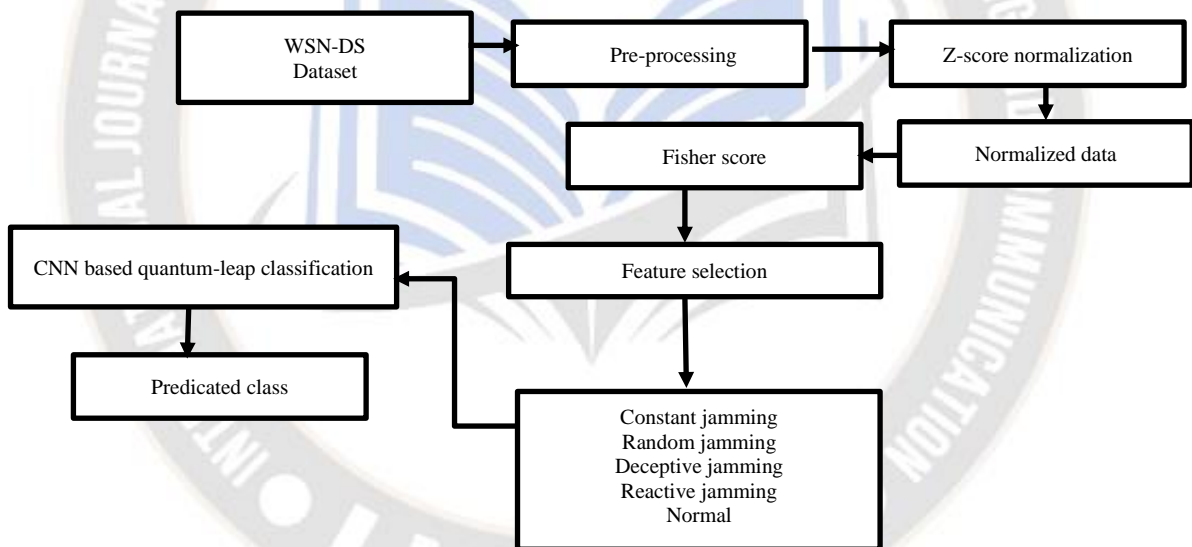 WSN-DS
Dataset
Pre-processing
Z-score normalization
Normalized data
Fisher score
Feature selection
Constant jamming
Random jamming
Deceptive jamming
Reactive jamming
Normal
CNN based quantum-leap classification
Predicated class